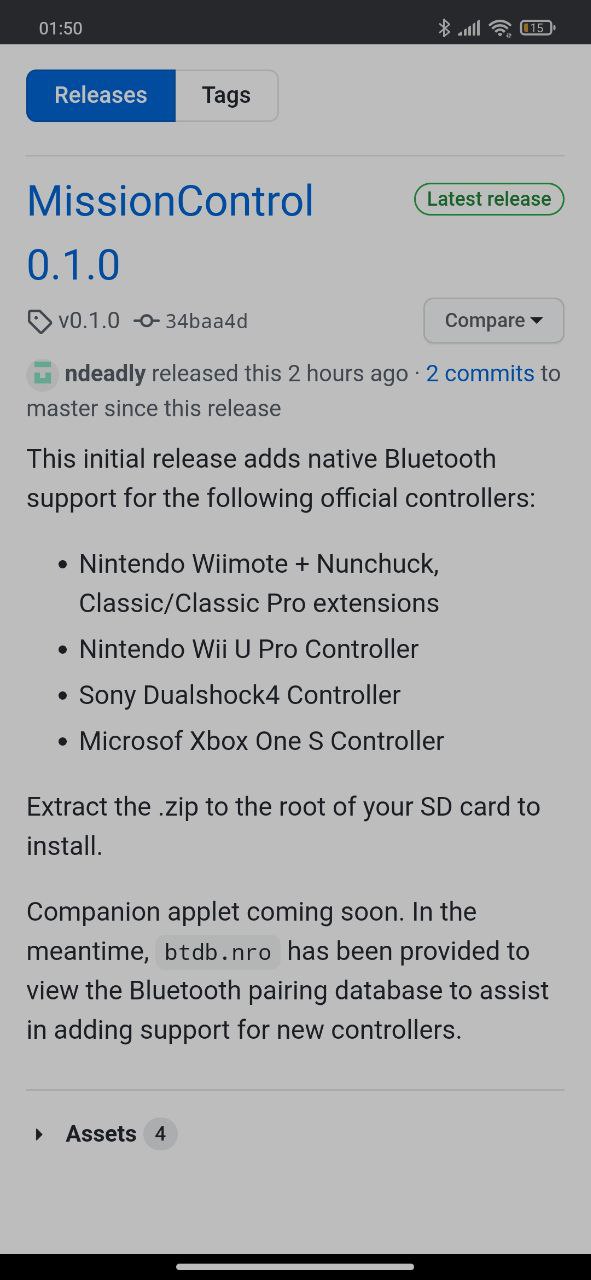 01:50
15
Releases
Tags
MissionControl
Latest release
0.1.0
v0.1.0
34baa4d
Compare
ndeadly released this 2 hours ago · 2 commits to
master since this release
This initial release adds native Bluetooth
support for the following official controllers:
• Nintendo Wiimote + Nunchuck,
Classic/Classic Pro extensions
• Nintendo Wii U Pro Controller
• Sony Dualshock4 Controller
• Microsof Xbox One S Controller
Extract the .zip to the root of your SD card to
install.
Companion applet coming soon. In the
meantime, btdb.nro has been provided to
view the Bluetooth pairing database to assist
in adding support for new controllers.
Assets 4